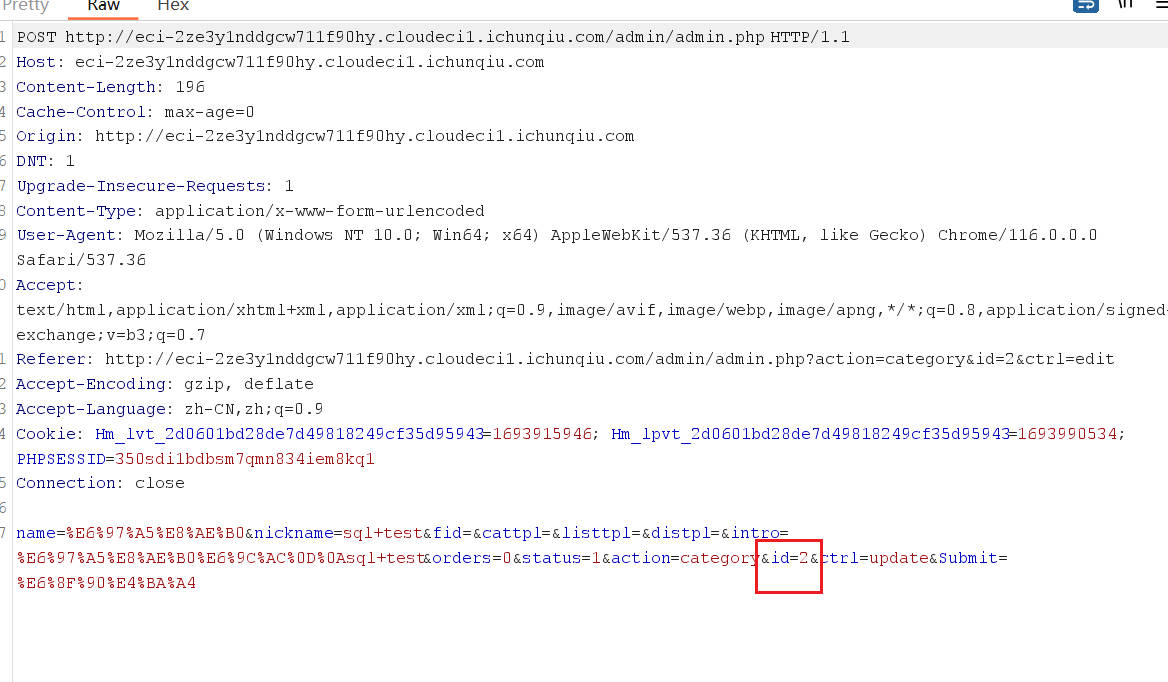 Pretty Raw Hex \n
1 POST http://eci-2ze3y1nddgcw711f90hy.cloudeci1.ichunqiu.com/admin/admin.php HTTP/1.1
2 Host: eci-2ze3y1nddgcw711f90hy.cloudeci1.ichunqiu.com
3 Content-Length: 196
4 Cache-Control: max-age=0
5 Origin: http://eci-2ze3y1nddgcw711f90hy.cloudeci1.ichunqiu.com
6 DNT: 1
7 Upgrade-Insecure-Requests: 1
8 Content-Type: application/x-www-form-urlencoded
9 User-Agent: Mozilla/5.0 (Windows NT 10.0; Win64; x64) AppleWebKit/537.36 (KHTML, like Gecko) Chrome/116.0.0.0
Safari/537.36
0 Accept:
text/html,application/xhtml+xml,application/xml;q=0.9,image/avif,image/webp,image/apng,*/*;q=0.8,application/signed-
exchange;v=b3;q=0.7
1 Referer: http://eci-2ze3y1nddgcw711f90hy.cloudeci1.ichunqiu.com/admin/admin.php?action=category&id=2&ctrl=edit
2 Accept-Encoding: gzip, deflate
3 Accept-Language: zh-CN,zh;q=0.9
4 Cookie: Hm_lvt_2d0601bd28de7d49818249cf35d95943=1693915946; Hm_lpvt_2d0601bd28de7d49818249cf35d95943=1693990534;
PHPSESSID=350sdi1bdbsm7qmn834iem8kq1
5 Connection: close
6
7 name=%E6%97%A5%E8%AE%B0&nickname=sql+test&fid=&cattpl=&listtpl=&distpl=&intro=
%E6%97%A5%E8%AE%B0%E6%9C%AC%0D%0Asql+test&orders=0&status=1&action=category&id=2&ctrl=update&Submit=
%E6%8F%90%E4%BA%A4